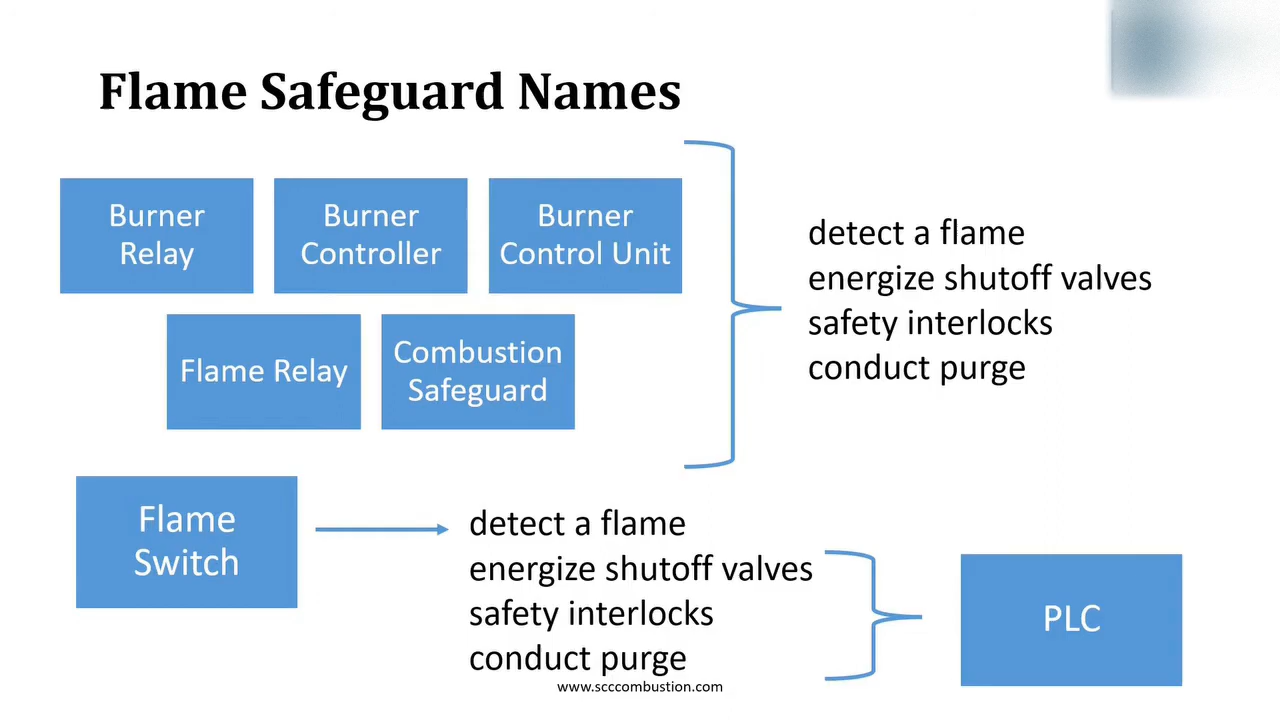 Flame Safeguard Names
Burner
Relay
Burner
Controller
Burner
Control Unit
Flame Relay
Combustion
Safeguard
detect a flame
energize shutoff valves
safety interlocks
conduct purge
Flame
Switch
detect a flame
energize shutoff valves
safety interlocks
conduct purge
PLC
www.scccombustion.com